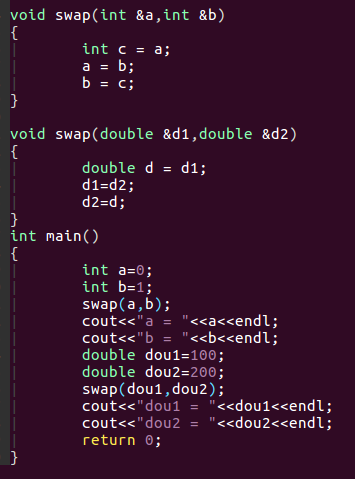 void swap(int &a,int &b)
{
        int c = a;
        a = b;
        b = c;
}

void swap(double &d1,double &d2)
{
        double d = d1;
        d1=d2;
        d2=d;
}
int main()
{
        int a=0;
        int b=1;
        swap(a,b);
        cout<<"a = "<<a<<endl;
        cout<<"b = "<<b<<endl;
        double dou1=100;
        double dou2=200;
        swap(dou1,dou2);
        cout<<"dou1 = "<<dou1<<endl;
        cout<<"dou2 = "<<dou2<<endl;
        return 0;
}